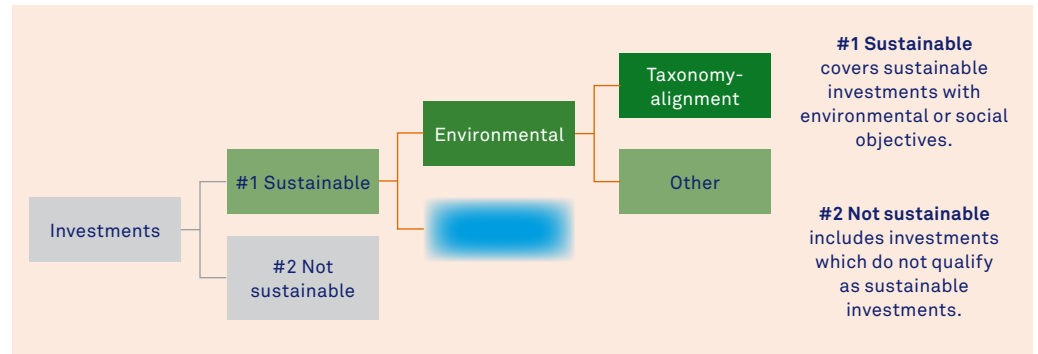 Investments
#1 Sustainable
#2 Not
sustainable
Environmental
Taxonomy-
alignment
Other
#1 Sustainable
covers sustainable
investments with
environmental or social
objectives.
#2 Not sustainable
includes investments
which do not qualify
as sustainable
investments.